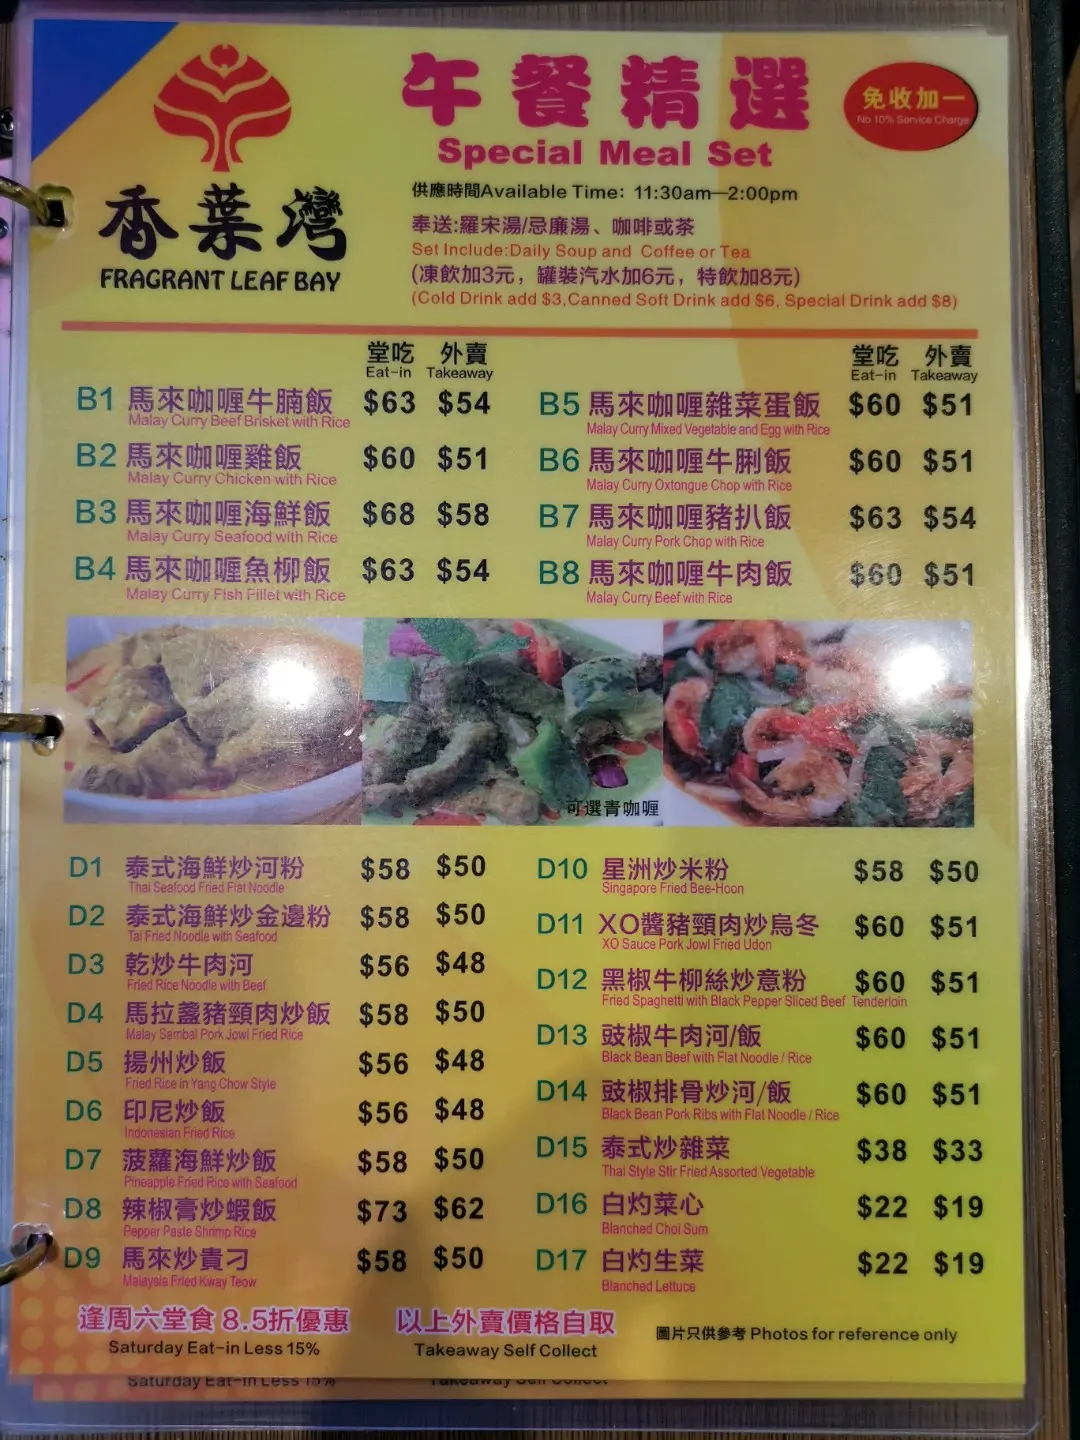 午餐精選
Special Meal Set
免收加一
No 10% Service Charge
香葉灣
FRAGRANT LEAF BAY
供應時間Available Time: 11:30am—2:00pm
奉送:羅宋湯/忌廉湯、咖啡或茶
Set Include:Daily Soup and Coffee or Tea
(凍飲加3元，罐裝汽水加6元，特飲加8元)
(Cold Drink add $3,Canned Soft Drink add $6, Special Drink add $8)
堂吃 外賣
Eat-in Takeaway
B1 馬來咖喱牛腩飯 $63 $54
Malay Curry Beef Brisket with Rice
B2 馬來咖喱雞飯 $60 $51
Malay Curry Chicken with Rice
B3 馬來咖喱海鮮飯 $68 $58
Malay Curry Seafood with Rice
B4 馬來咖喱魚柳飯 $63 $54
Malay Curry Fish Fillet with Rice
堂吃 外賣
Eat-in Takeaway
B5 馬來咖喱雜菜蛋飯 $60 $51
Malay Curry Mixed Vegetable and Egg with Rice
B6 馬來咖喱牛脷飯 $60 $51
Malay Curry Oxtongue Chop with Rice
B7 馬來咖喱豬扒飯 $63 $54
Malay Curry Pork Chop with Rice
B8 馬來咖喱牛肉飯 $60 $51
Malay Curry Beef with Rice
可選青咖喱
D1 泰式海鮮炒河粉 $58 $50
Thai Seafood Fried Flat Noodle
D2 泰式海鮮炒金邊粉 $58 $50
Tai Fried Noodle with Seafood
D3 乾炒牛肉河 $56 $48
Fried Rice Noodle with Beef
D4 馬拉盞豬頸肉炒飯 $58 $50
Malay Sambal Pork Jowl Fried Rice
D5 揚州炒飯 $56 $48
Fried Rice in Yang Chow Style
D6 印尼炒飯 $56 $48
Indonesian Fried Rice
D7 菠蘿海鮮炒飯 $58 $50
Pineapple Fried Rice with Seafood
D8 辣椒膏炒蝦飯 $73 $62
Pepper Paste Shrimp Rice
D9 馬來炒貴刁 $58 $50
Malaysia Fried Kway Teow
D10 星洲炒米粉 $58 $50
Singapore Fried Bee-Hoon
D11 XO醬豬頸肉炒烏冬 $60 $51
XO Sauce Pork Jowl Fried Udon
D12 黑椒牛柳絲炒意粉 $60 $51
Fried Spaghetti with Black Pepper Sliced Beef Tenderloin
D13 豉椒牛肉河/飯 $60 $51
Black Bean Beef with Flat Noodle / Rice
D14 豉椒排骨炒河/飯 $60 $51
Black Bean Pork Ribs with Flat Noodle / Rice
D15 泰式炒雜菜 $38 $33
Thai Style Stir Fried Assorted Vegetable
D16 白灼菜心 $22 $19
Blanched Choi Sum
D17 白灼生菜 $22 $19
Blanched Lettuce
逢周六堂食8.5折優惠
Saturday Eat-in Less 15%
以上外賣價格自取
Takeaway Self Collect
圖片只供參考 Photos for reference only
Saturday Eat-in Less 15%
Takeaway Self Collect